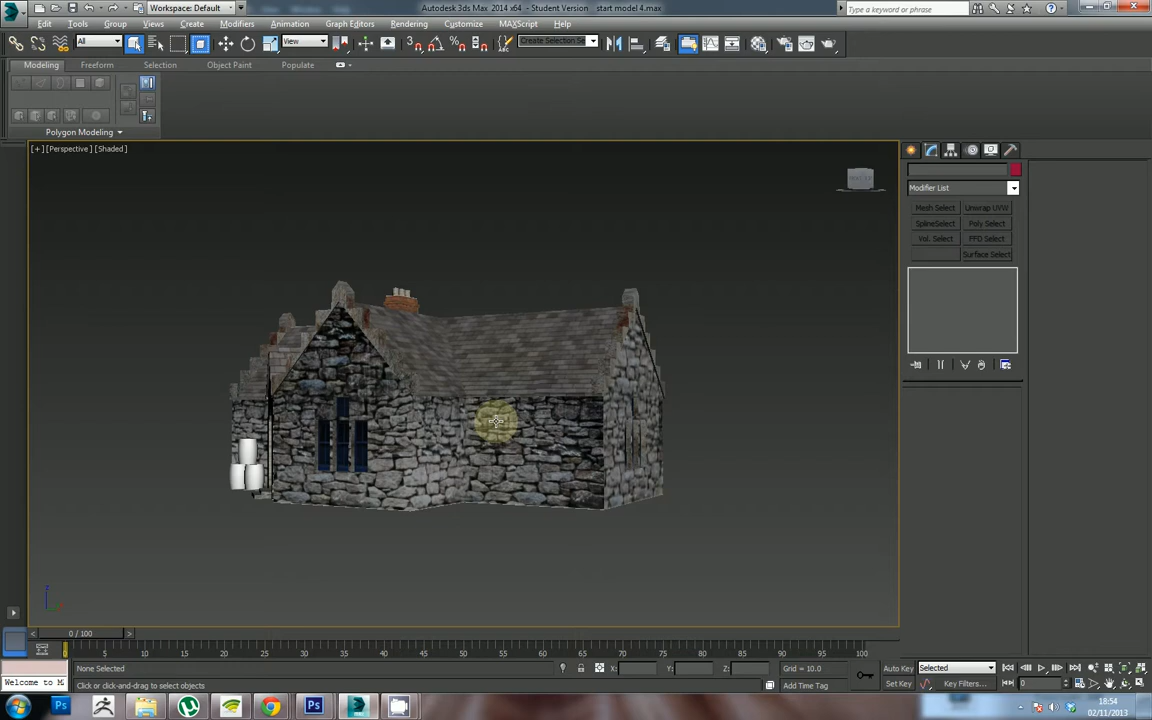 Workspace: Default
Autodesk 3ds Max 2014 x64 - Student Version   start model 4.max
Type a keyword or phrase
Edit Tools Group Views Create Modifiers Animation Graph Editors Rendering Customize MAXScript Help
All
View
Create Selection Se
Modeling Freeform Selection Object Paint Populate
Polygon Modeling
[+] [Perspective] [Shaded]
Modifier List
Mesh Select Unwrap UVW
SplineSelect Poly Select
Vol. Select FFD Select
Surface Select
z
0 / 100
0 5 10 15 20 25 30 35 40 45 50 55 60 65 70 75 80 85 90 95 100
None Selected X: Y: Z: Grid = 10.0 Auto Key Selected
Welcome to M Click or click-and-drag to select objects Add Time Tag Set Key Key Filters... 0
18:54
02/11/2013